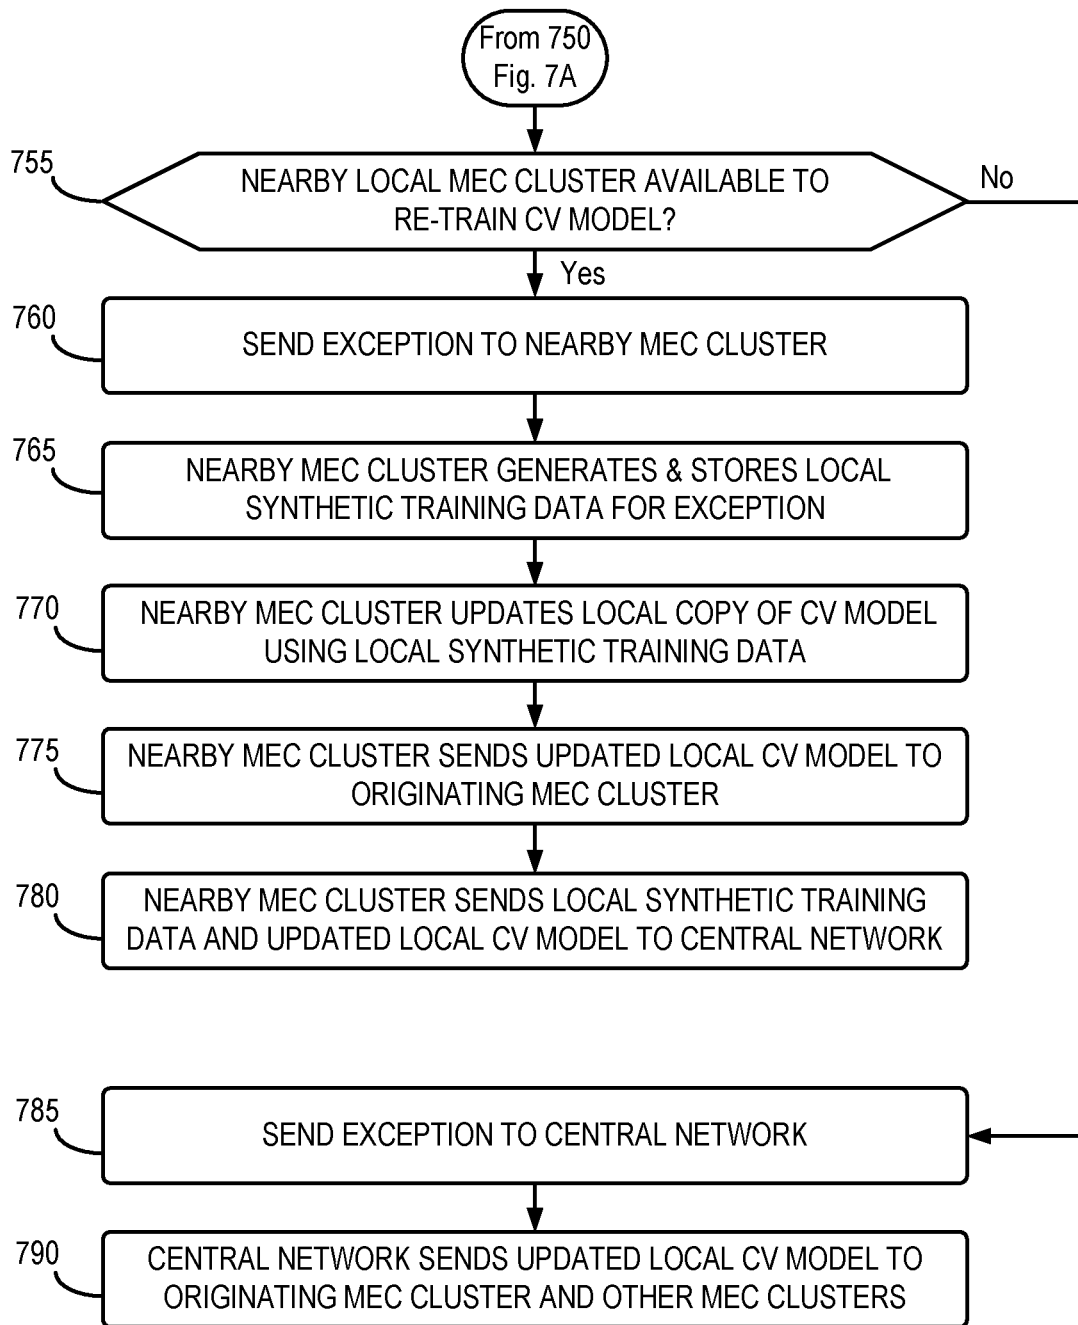 From 750
Fig. 7A
755
NEARBY LOCAL MEC CLUSTER AVAILABLE TO
RE-TRAIN CV MODEL?
No
Yes
760
SEND EXCEPTION TO NEARBY MEC CLUSTER
765
NEARBY MEC CLUSTER GENERATES & STORES LOCAL
SYNTHETIC TRAINING DATA FOR EXCEPTION
770
NEARBY MEC CLUSTER UPDATES LOCAL COPY OF CV MODEL
USING LOCAL SYNTHETIC TRAINING DATA
775
NEARBY MEC CLUSTER SENDS UPDATED LOCAL CV MODEL TO
ORIGINATING MEC CLUSTER
780
NEARBY MEC CLUSTER SENDS LOCAL SYNTHETIC TRAINING
DATA AND UPDATED LOCAL CV MODEL TO CENTRAL NETWORK
785
SEND EXCEPTION TO CENTRAL NETWORK
790
CENTRAL NETWORK SENDS UPDATED LOCAL CV MODEL TO
ORIGINATING MEC CLUSTER AND OTHER MEC CLUSTERS